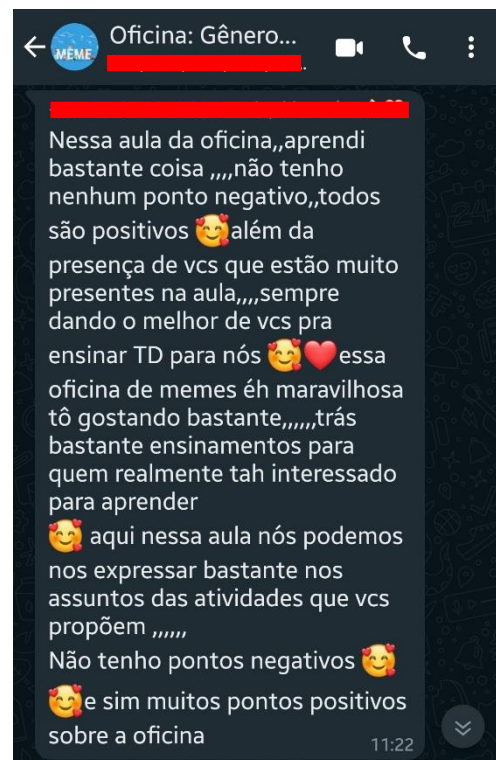 Oficina: Gênero...
MEME
Nessa aula da oficina,,aprendi
bastante coisa ,,,,não tenho
nenhum ponto negativo,,todos
são positivos 🥰além da
presença de vcs que estão muito
presentes na aula,,,,sempre
dando o melhor de vcs pra
ensinar TD para nós 🥰❤️essa
oficina de memes éh maravilhosa
tô gostando bastante,,,,,,trás
bastante ensinamentos para
quem realmente tah interessado
para aprender
🥰 aqui nessa aula nós podemos
nos expressar bastante nos
assuntos das atividades que vcs
propõem ,,,,,,
Não tenho pontos negativos 🥰
🥰e sim muitos pontos positivos
sobre a oficina
11:22